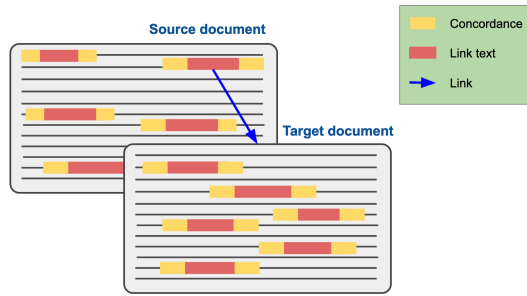 Source document
Concordance
Link text
Link
Target document